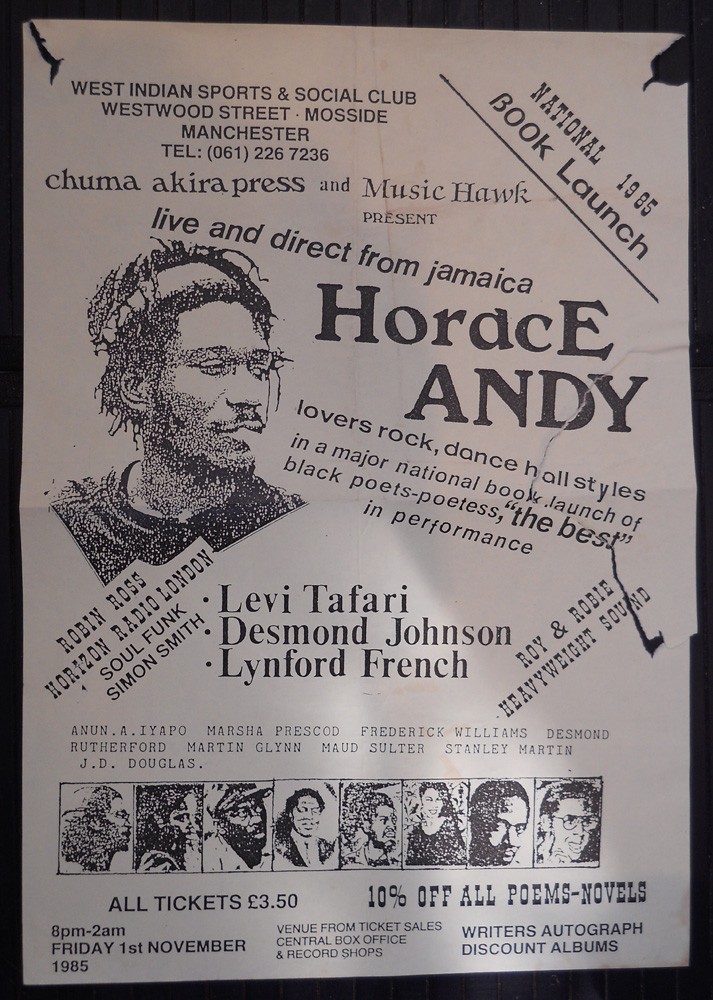 WEST INDIAN SPORTS & SOCIAL CLUB
WESTWOOD STREET · MOSSIDE
MANCHESTER
TEL: (061) 226 7236
NATIONAL 1985
BOOK Launch
chuma akira press and Music Hawk
PRESENT
live and direct from jamaica
HoracE
ANDY
lovers rock, dance hall styles
in a major national book launch of
black poets-poetess, "the best"
in performance
ROBIN ROSS
HORIZON RADIO LONDON
SOUL FUNK
SIMON SMITH
· Levi Tafari
· Desmond Johnson
· Lynford French
ROY & ROBIE
HEAVYWEIGHT SOUND
ANUN.A.IYAPO MARSHA PRESCOD FREDERICK WILLIAMS DESMOND
RUTHERFORD MARTIN GLYNN MAUD SULTER STANLEY MARTIN
J.D. DOUGLAS.
ALL TICKETS £3.50
10% OFF ALL POEMS-NOVELS
8pm-2am
FRIDAY 1st NOVEMBER
1985
VENUE FROM TICKET SALES
CENTRAL BOX OFFICE
& RECORD SHOPS
WRITERS AUTOGRAPH
DISCOUNT ALBUMS